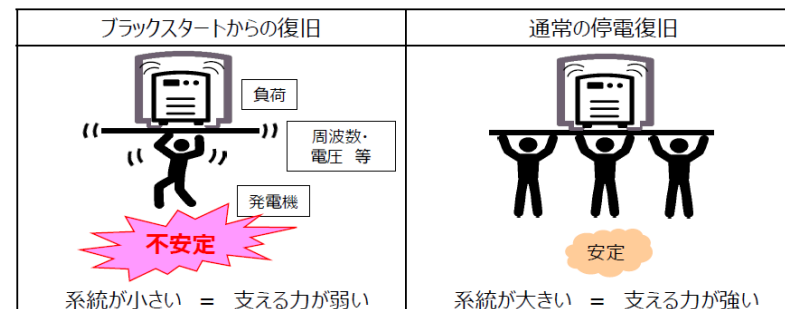 ブラックスタートからの復旧
通常の停電復旧
負荷
周波数・
電圧 等
発電機
不安定
安定
系統が小さい = 支える力が弱い
系統が大きい = 支える力が強い